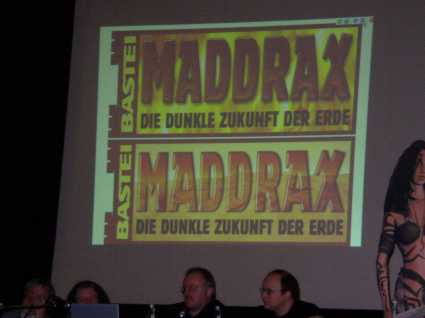 BASTEI
MADDRAX
DIE DUNKLE ZUKUNFT DER ERDE
BASTEI
MADDRAX
DIE DUNKLE ZUKUNFT DER ERDE